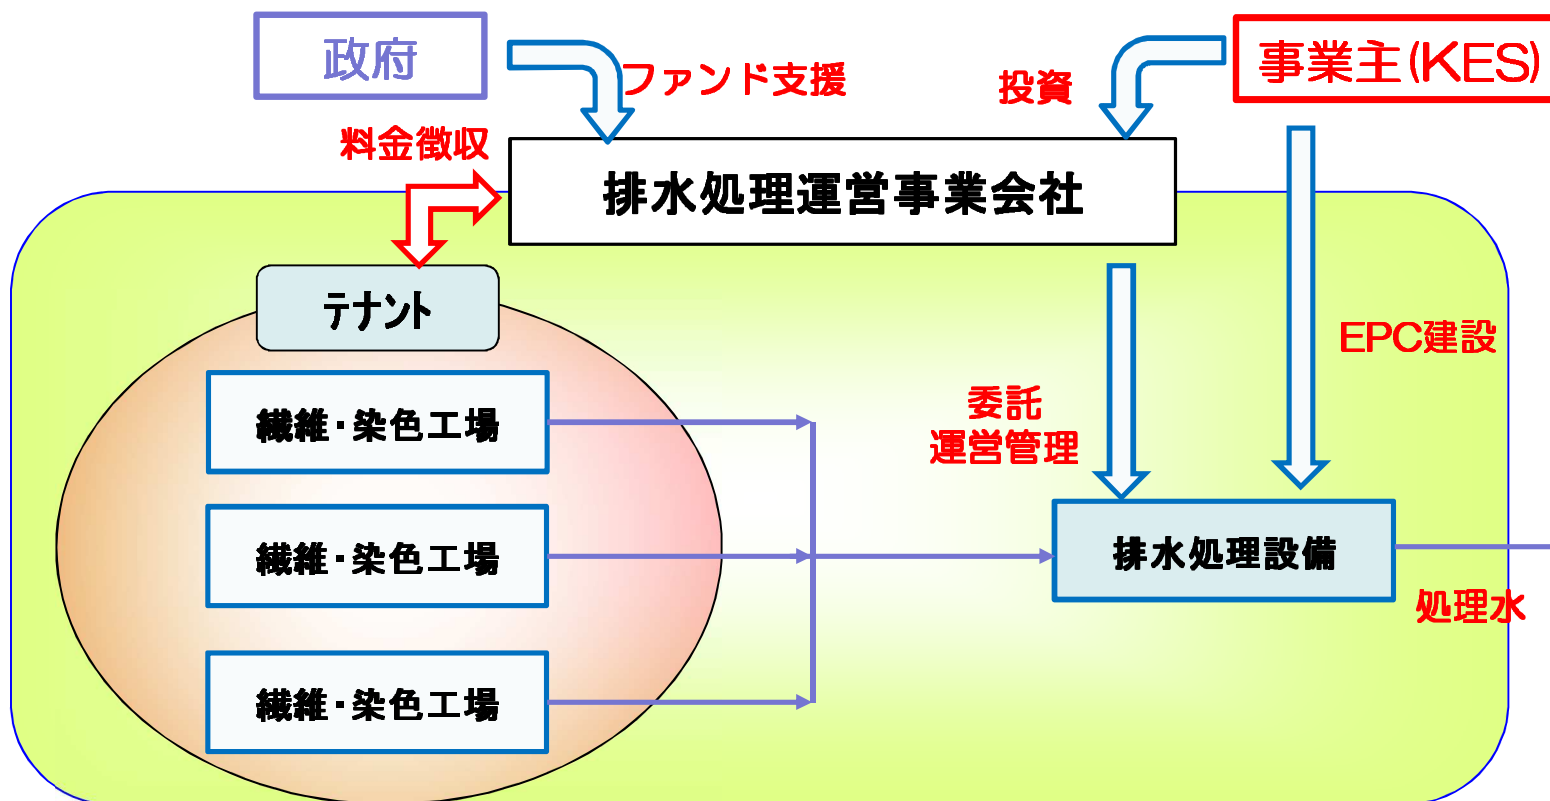 政府
事業主(KES)
ファンド支援
投資
料金徴収
排水処理運営事業会社
テナント
EPC建設
繊維・染色工場
委託
運営管理
繊維・染色工場
排水処理設備
処理水
繊維・染色工場